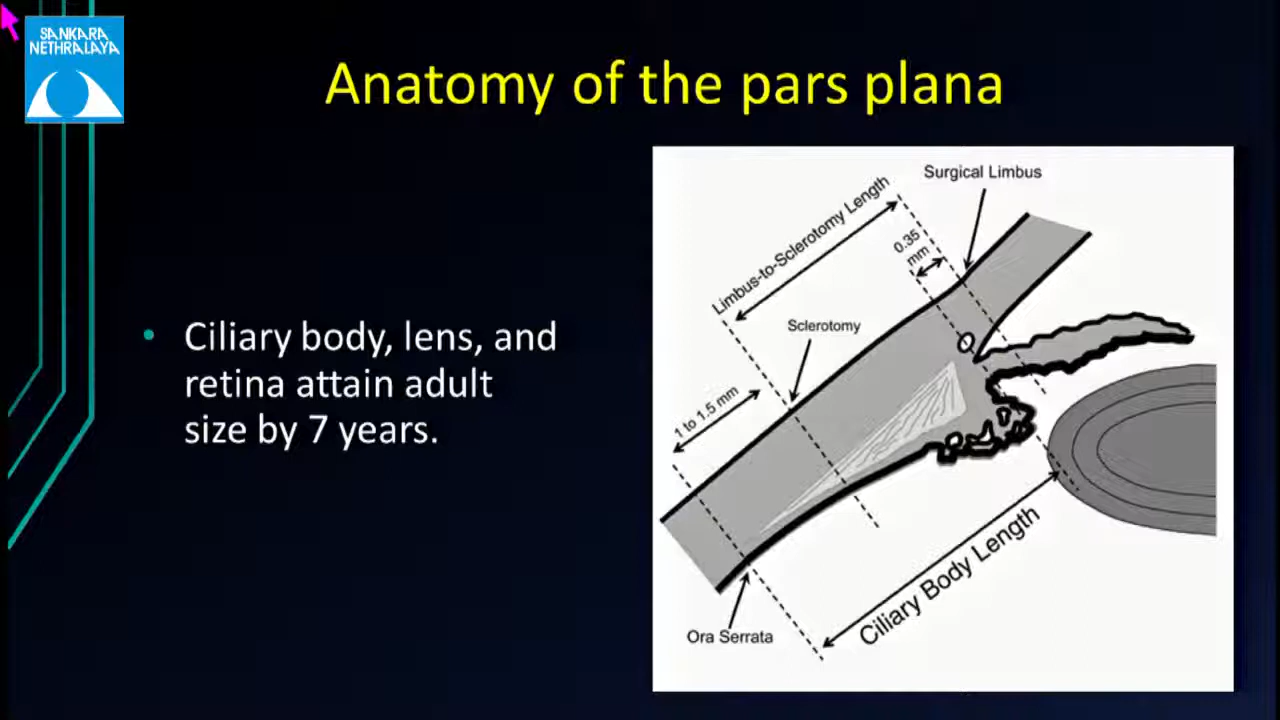 SANKARA
NETHRALAYA
Anatomy of the pars plana
• Ciliary body, lens, and
retina attain adult
size by 7 years.
Surgical Limbus
Limbus-to-Sclerotomy Length
0.35
mm
Sclerotomy
1 to 1.5 mm
Ciliary Body Length
Ora Serrata